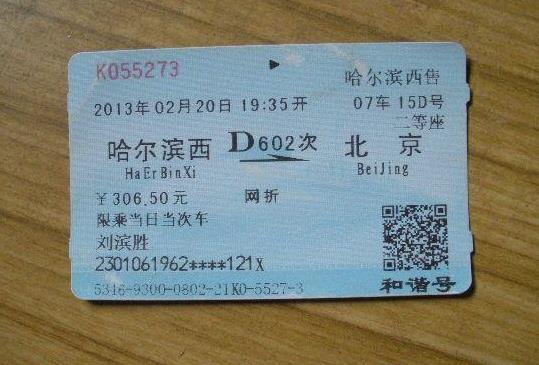 K055273
哈尔滨西售
2013年02月20日 19:35开 07车 15D号
二等座
哈尔滨西 D602次 北京
HaErBinXi BeiJing
￥306.50元 网折
限乘当日当次车
刘滨胜
2301061962****121X
5316-9300-0802-21K0-5527-3
和谐号